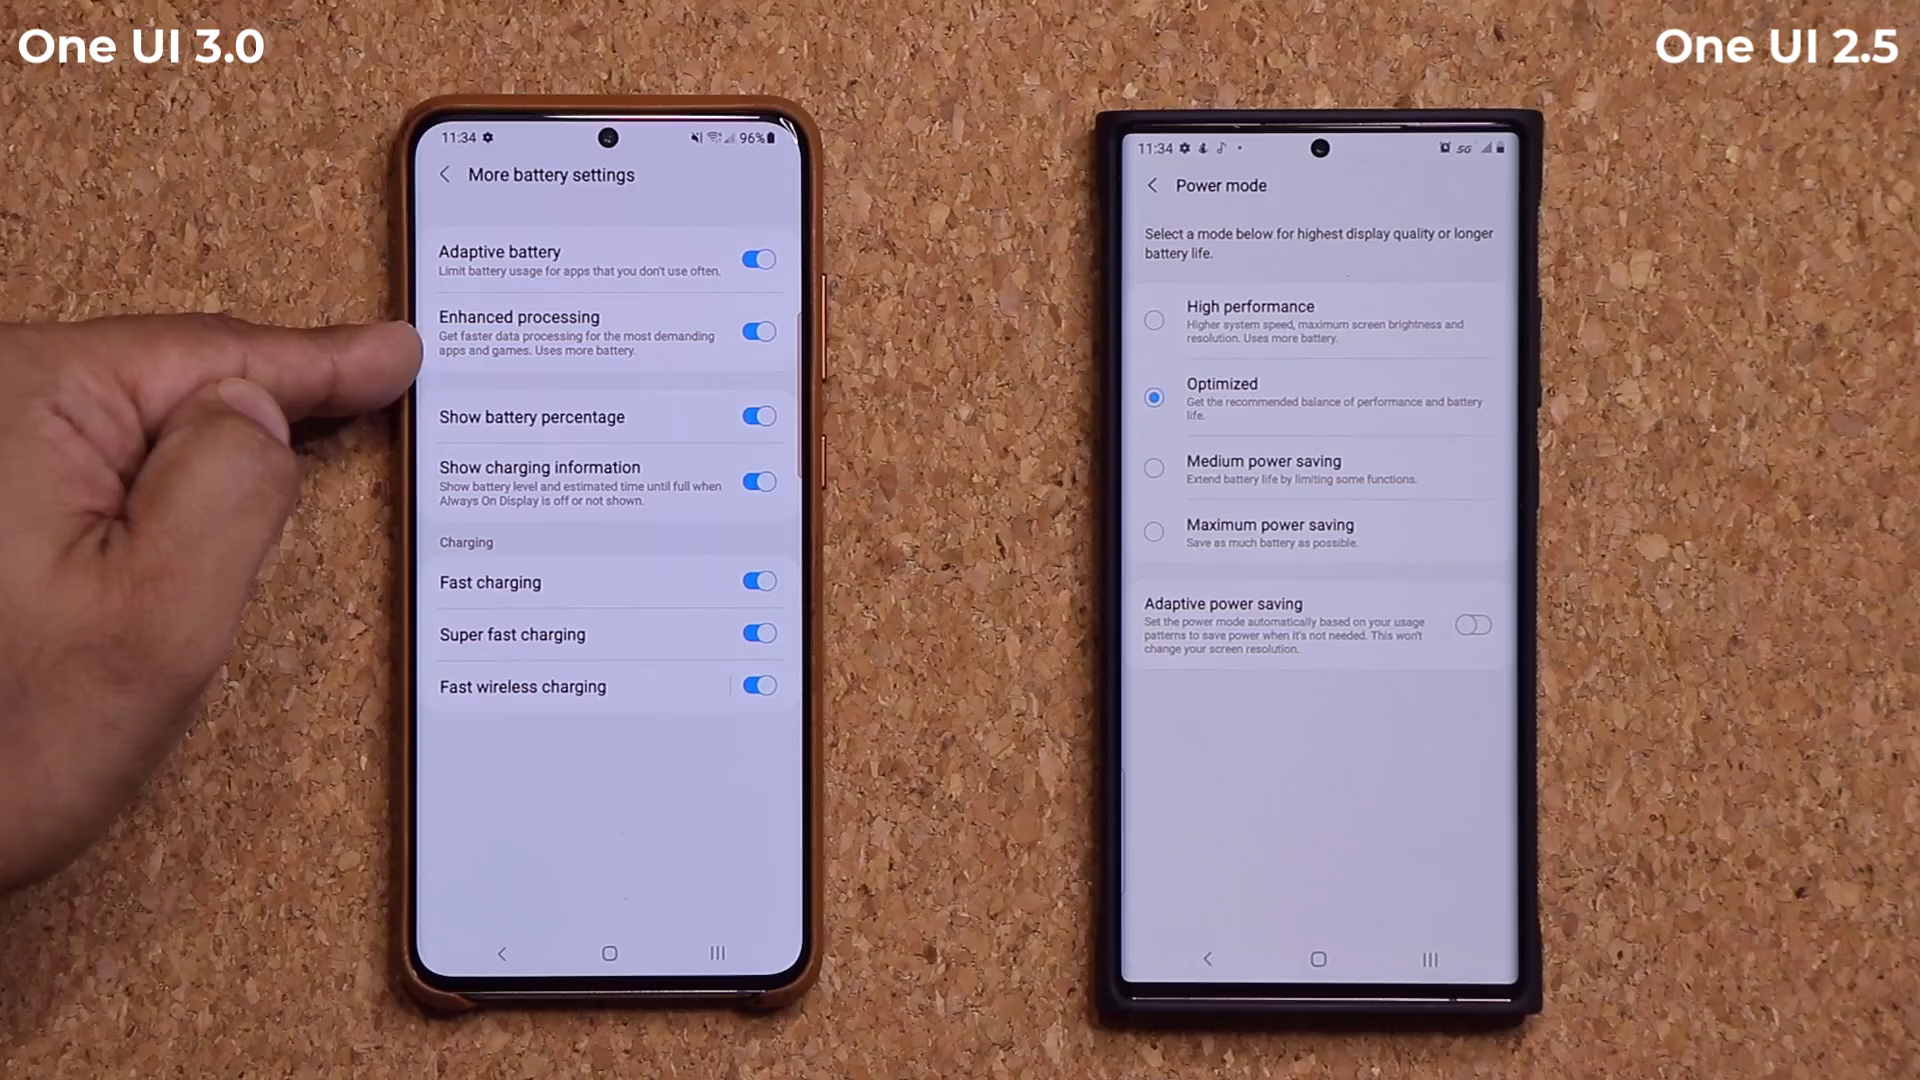 One UI 3.0
One UI 2.5
11:34
96%
More battery settings
Adaptive battery
Limit battery usage for apps that you don't use often.
Enhanced processing
Get faster data processing for the most demanding
apps and games. Uses more battery.
Show battery percentage
Show charging information
Show battery level and estimated time until full when
Always On Display is off or not shown.
Charging
Fast charging
Super fast charging
Fast wireless charging
11:34
5G
Power mode
Select a mode below for highest display quality or longer
battery life.
High performance
Higher system speed, maximum screen brightness and
resolution. Uses more battery.
Optimized
Get the recommended balance of performance and battery
life.
Medium power saving
Extend battery life by limiting some functions.
Maximum power saving
Save as much battery as possible.
Adaptive power saving
Set the power mode automatically based on your usage
patterns to save power when it's not needed. This won't
change your screen resolution.